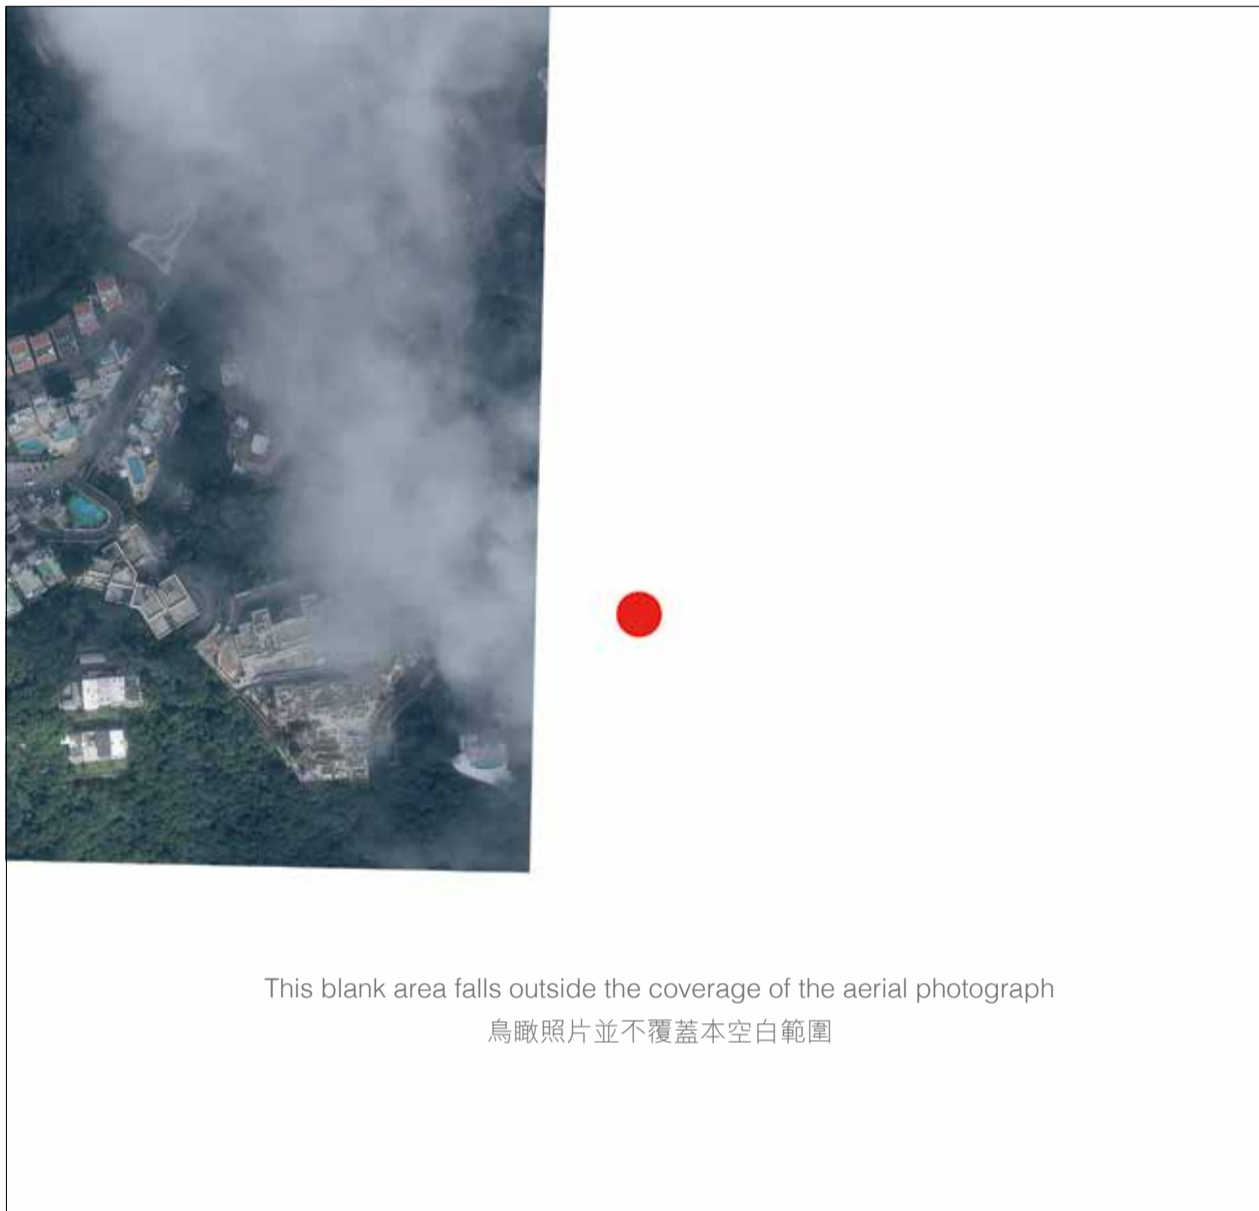 This blank area falls outside the coverage of the aerial photograph
鳥瞰照片並不覆蓋本空白範圍